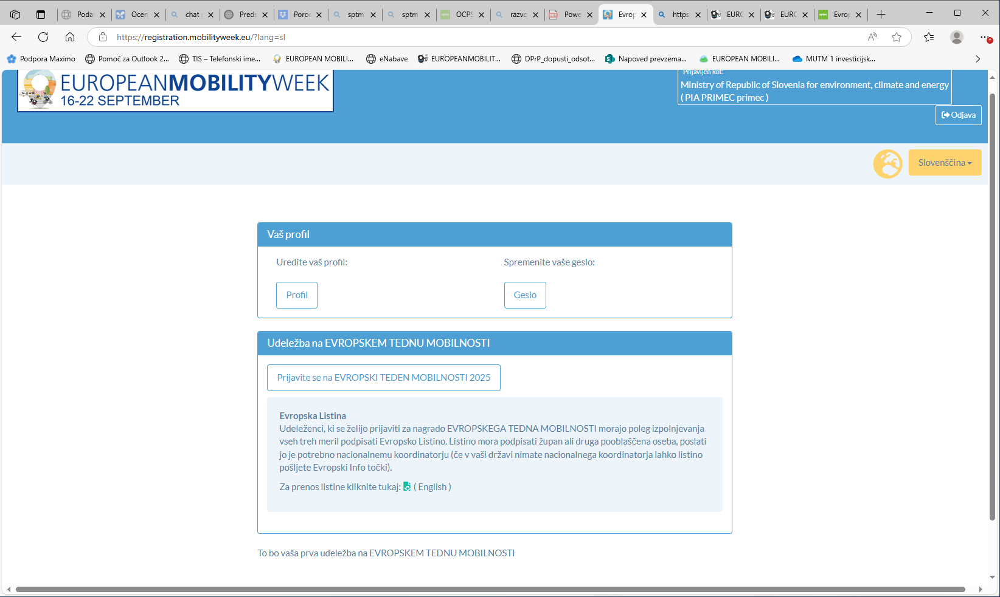 Podat
Ocen
chat
Preds
Poroc
sptm
sptm
OCPS
razvo
Powe
Evrop
https
EURC
EURC
Evrop
https://registration.mobilityweek.eu/?lang=sl
Podpora Maximo
Pomoč za Outlook 2...
TIS – Telefonski ime...
EUROPEAN MOBILI...
eNabave
EUROPEANMOBILIT...
DPrP_dopusti_odsot...
Napoved prevzema...
EUROPEAN MOBILI...
MUTM 1 investicijsk...
EUROPEANMOBILITYWEEK
16-22 SEPTEMBER
Prijavljen kot:
Ministry of Republic of Slovenia for environment, climate and energy
( PIA PRIMEC primec )
Odjava
Slovenščina
Vaš profil
Uredite vaš profil:
Spremenite vaše geslo:
Profil
Geslo
Udeležba na EVROPSKEM TEDNU MOBILNOSTI
Prijavite se na EVROPSKI TEDEN MOBILNOSTI 2025
Evropska Listina
Udeleženci, ki se želijo prijaviti za nagrado EVROPSKEGA TEDNA MOBILNOSTI morajo poleg izpolnjevanja
vseh treh meril podpisati Evropsko Listino. Listino mora podpisati župan ali druga pooblaščena oseba, poslati
jo je potrebno nacionalnemu koordinatorju (če v vaši državi nimate nacionalnega koordinatorja lahko listino
pošljete Evropski Info točki).
Za prenos listine kliknite tukaj: ( English )
To bo vaša prva udeležba na EVROPSKEM TEDNU MOBILNOSTI